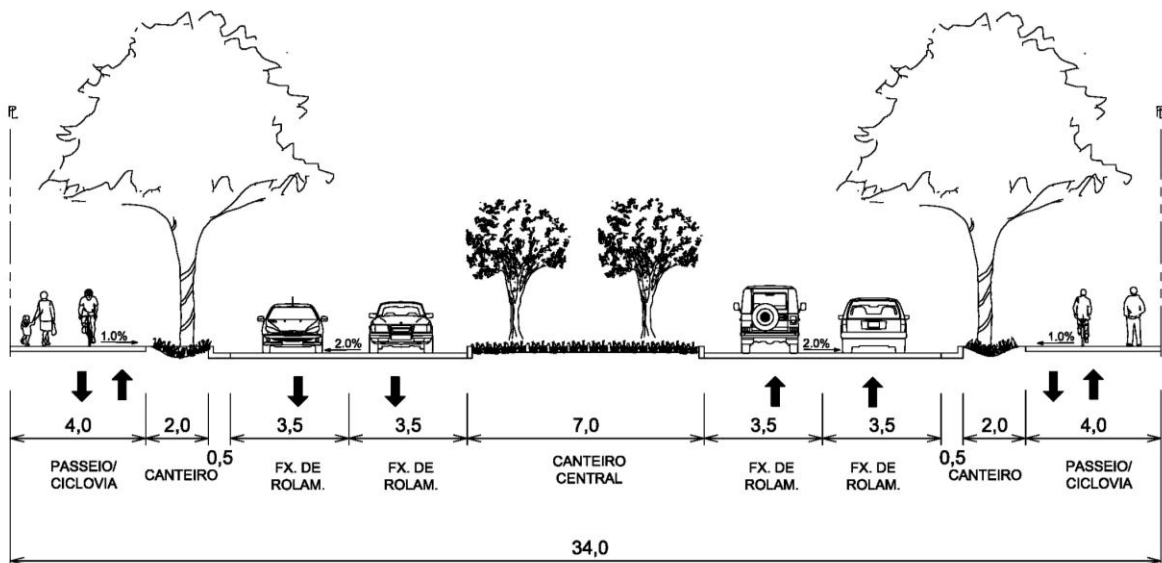 PL
PL
1.0%
2.0%
2.0%
1.0%
4,0
2,0
0,5
3,5
3,5
7,0
3,5
3,5
0,5
2,0
4,0
PASSEIO/
CICLOVIA
CANTEIRO
FX. DE
ROLAM.
FX. DE
ROLAM.
CANTEIRO
CENTRAL
FX. DE
ROLAM.
FX. DE
ROLAM.
CANTEIRO
PASSEIO/
CICLOVIA
34,0